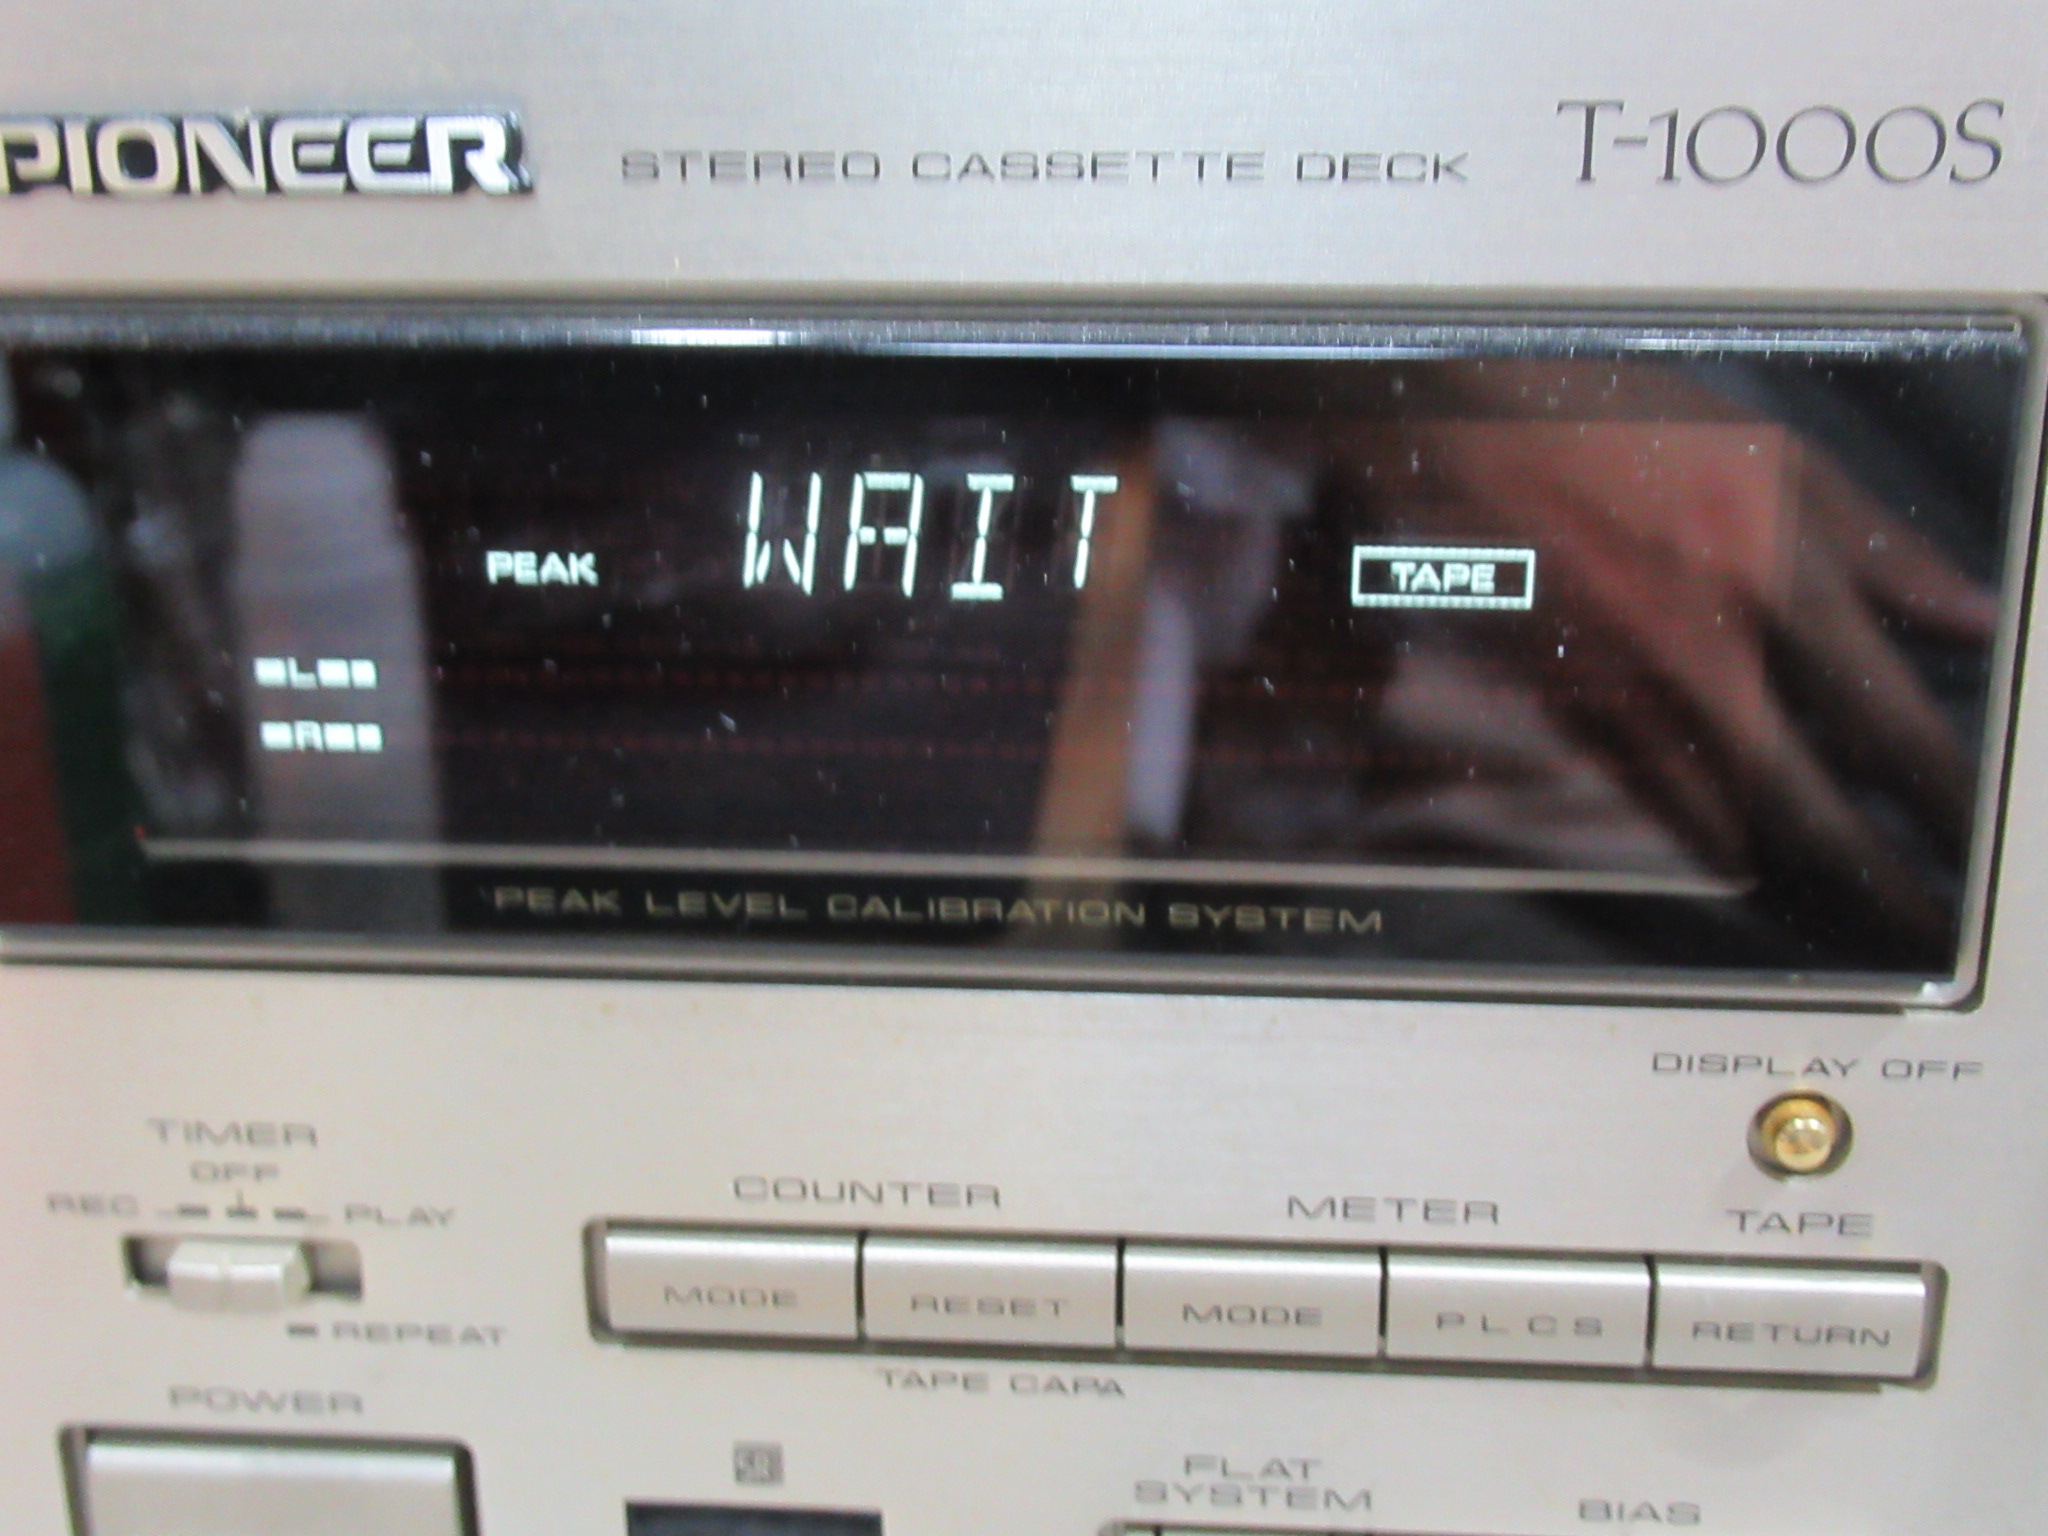 PIONEER STEREO CASSETTE DECK T-1000S
WAIT
PEAK TAPE
L
R
PEAK LEVEL CALIBRATION SYSTEM
DISPLAY OFF
TIMER
OFF
REC PLAY
REPEAT
COUNTER METER TAPE
MODE RESET MODE PLCS RETURN
TAPE CAPA
POWER
FLAT
SYSTEM
BIAS